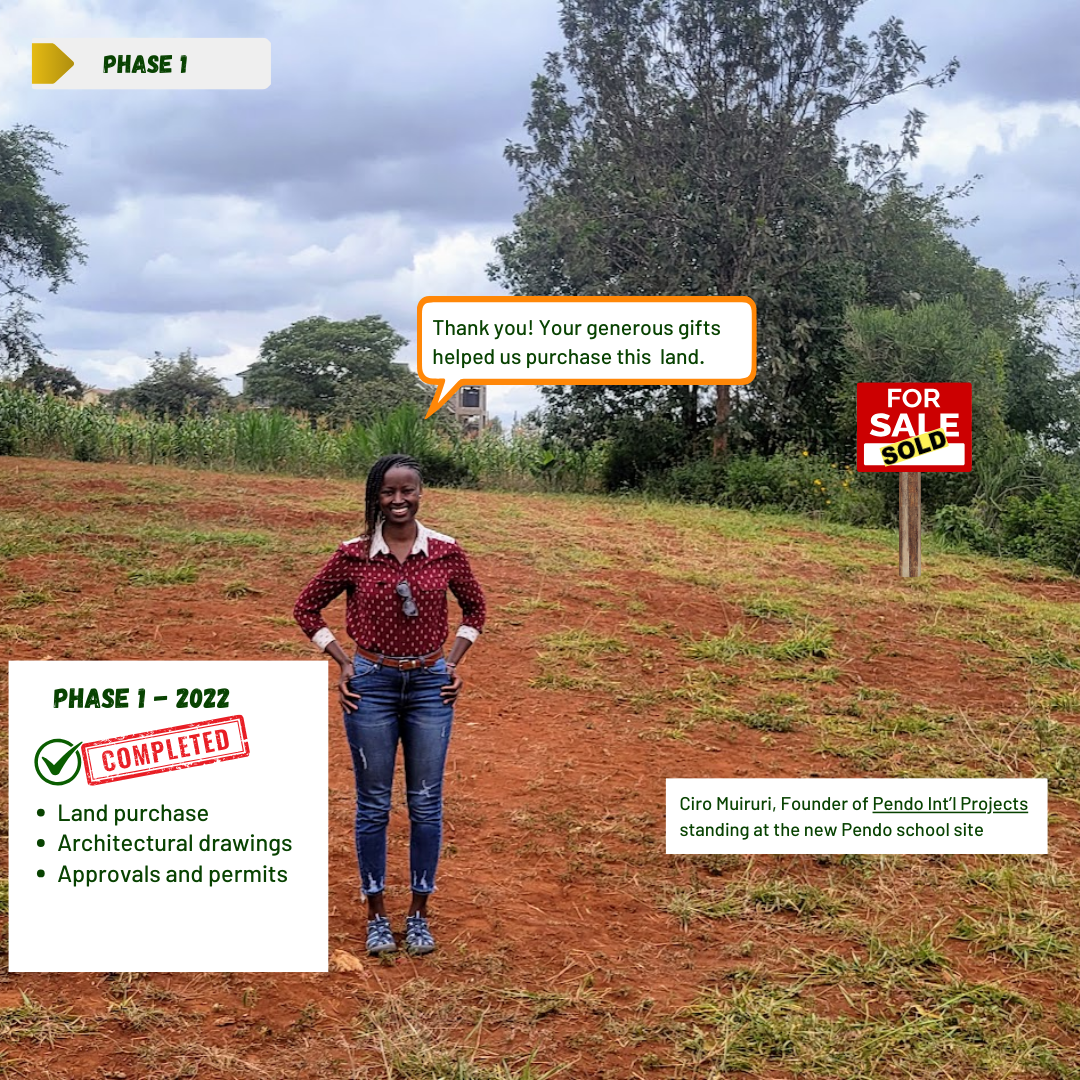 PHASE 1
Thank you! Your generous gifts
helped us purchase this land.
FOR
SALE
SOLD
PHASE 1 – 2022
COMPLETED
• Land purchase
• Architectural drawings
• Approvals and permits
Ciro Muiruri, Founder of Pendo Int'l Projects
standing at the new Pendo school site